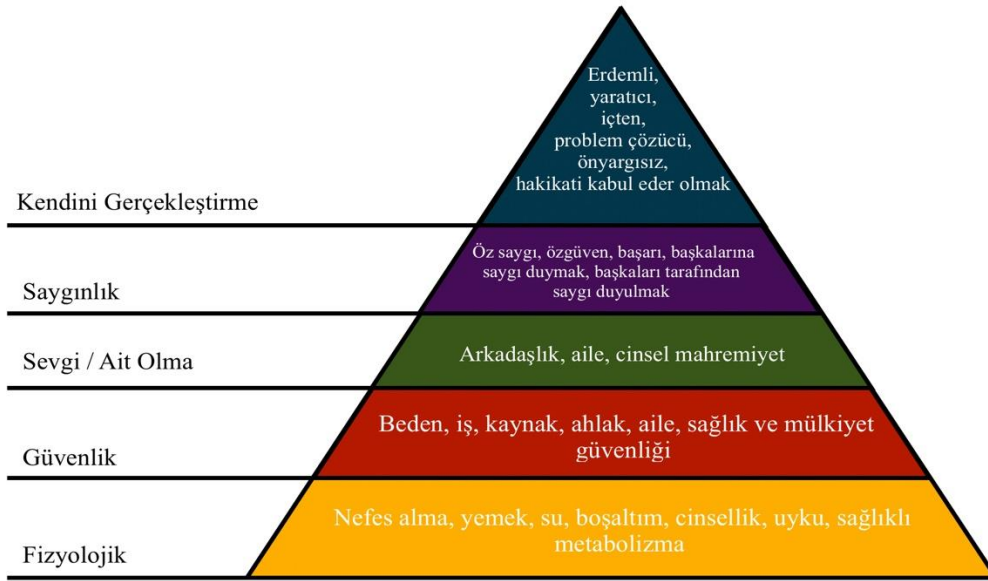 Erdemli,
yaratıcı,
içten,
problem çözücü,
önyargısız,
hakikati kabul eder olmak
Kendini Gerçekleştirme
Öz saygı, özgüven, başarı, başkalarına
saygı duymak, başkaları tarafından
saygı duyulmak
Saygınlık
Arkadaşlık, aile, cinsel mahremiyet
Sevgi / Ait Olma
Beden, iş, kaynak, ahlak, aile, sağlık ve mülkiyet
güvenliği
Güvenlik
Nefes alma, yemek, su, boşaltım, cinsellik, uyku, sağlıklı
metabolizma
Fizyolojik